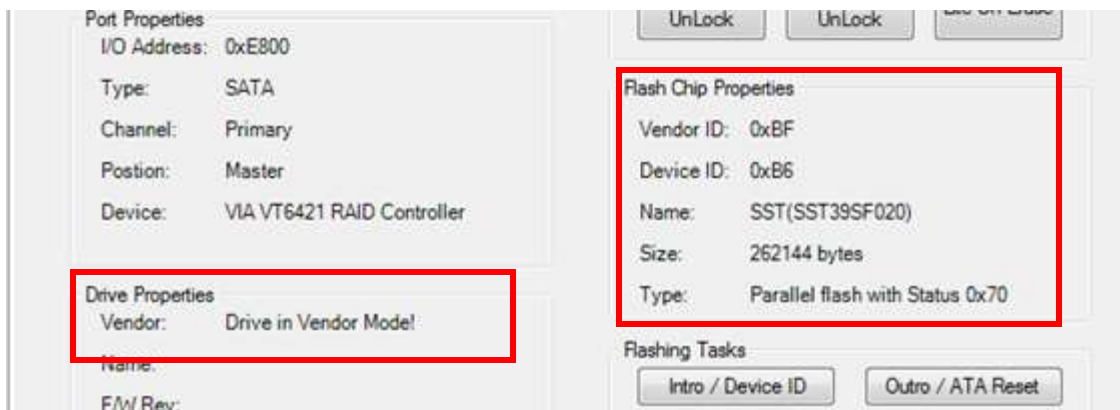 Port Properties
I/O Address: 0xE800
Type: SATA
Channel: Primary
Postion: Master
Device: VIA VT6421 RAID Controller
Drive Properties
Vendor: Drive in Vendor Mode!
Name:
F/W Rev:
UnLock UnLock
Flash Chip Properties
Vendor ID: 0xBF
Device ID: 0xB6
Name: SST(SST39SF020)
Size: 262144 bytes
Type: Parallel flash with Status 0x70
Flashing Tasks
Intro / Device ID Outro / ATA Reset